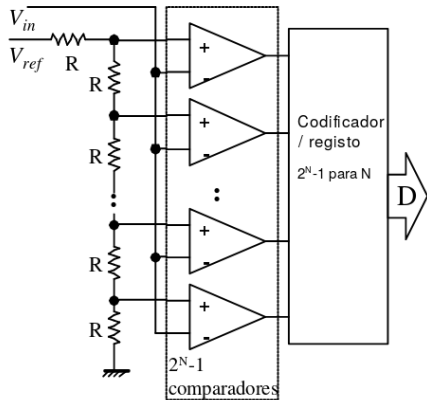 V_in
V_ref
R
R
R
R
R
+
-
+
-
+
-
+
-
Codificador
/ registo
2^N-1 para N
D
2^N-1
comparadores